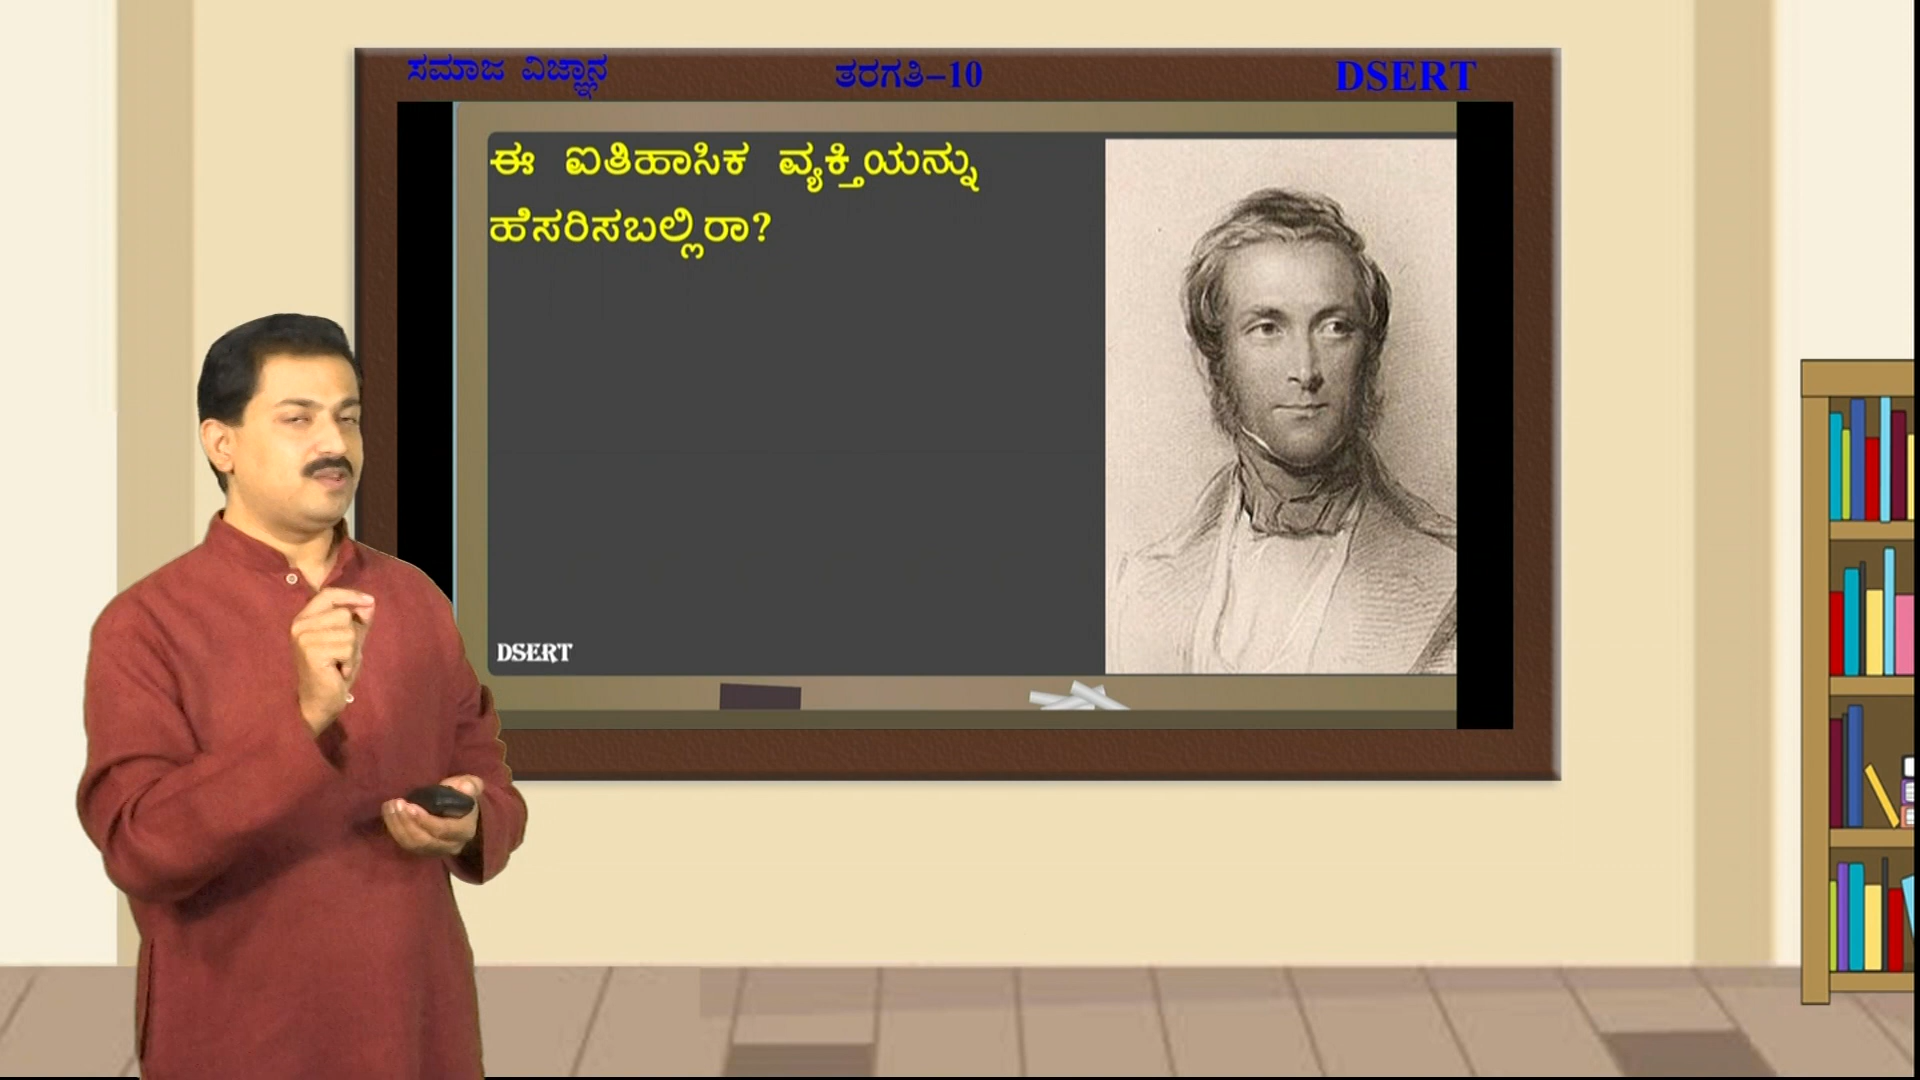 ಸಮಾಜ ವಿಜ್ಞಾನ
ತರಗತಿ-10
DSERT
ಈ ಐತಿಹಾಸಿಕ ವ್ಯಕ್ತಿಯನ್ನು
ಹೆಸರಿಸಬಲ್ಲಿರಾ?
DSERT